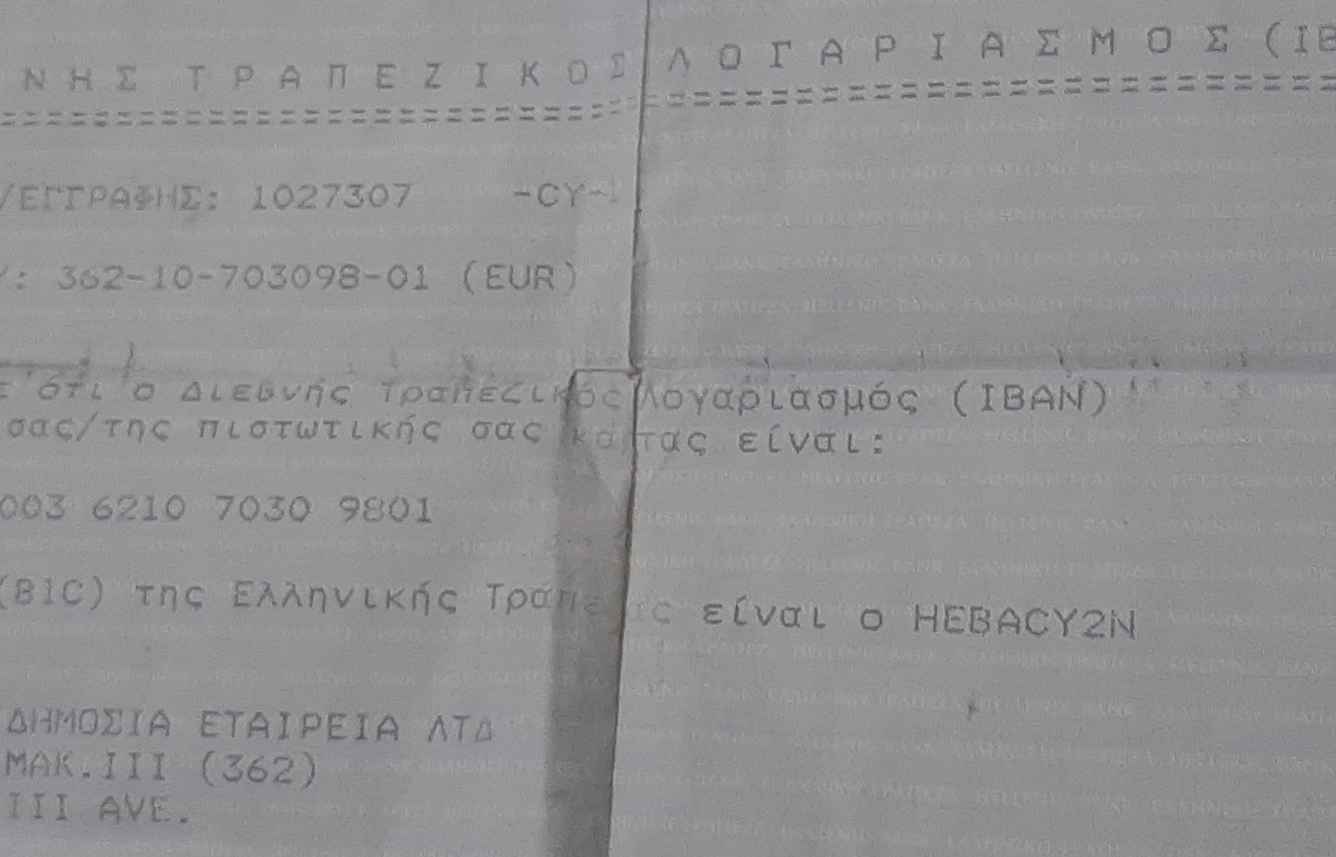 ΝΗΣ ΤΡΑΠΕΖΙΚΟΣ ΛΟΓΑΡΙΑΣΜΟΣ (ΙΒ
/ΕΓΓΡΑΦΗΣ: 1027307 -CY-
: 362-10-703098-01 (EUR)
ότι ο Διεθνής Τραπεζικός Λογαριασμός (IBAN)
σας/της πιστωτικής σας κάρτας είναι:
003 6210 7030 9801
(BIC) της Ελληνικής Τράπεζας είναι ο HEBACY2N
ΔΗΜΟΣΙΑ ΕΤΑΙΡΕΙΑ ΛΤΔ
ΜΑΚ.ΙΙΙ (362)
III AVE.